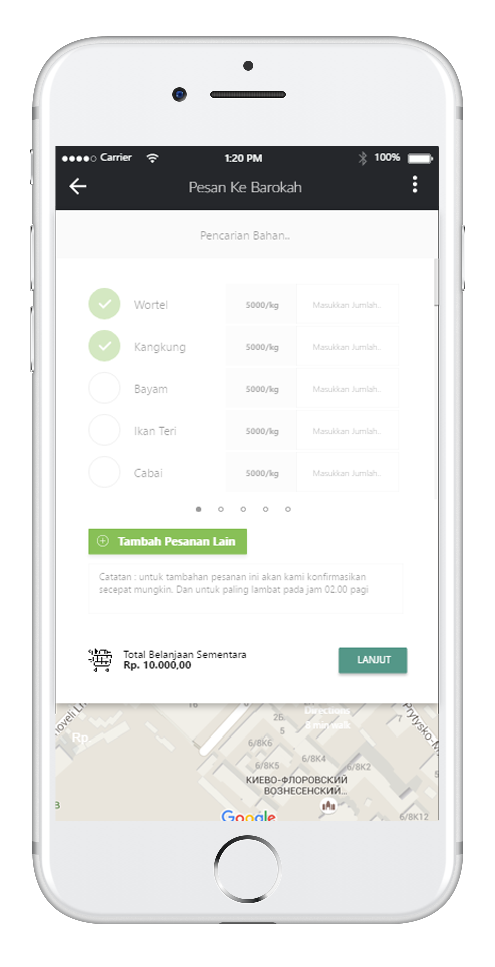 Carrier 1:20 PM 100%
Pesan Ke Barokah
Pencarian Bahan..
Wortel 5000/kg Masukkan Jumlah..
Kangkung 5000/kg Masukkan Jumlah..
Bayam 5000/kg Masukkan Jumlah..
Ikan Teri 5000/kg Masukkan Jumlah..
Cabai 5000/kg Masukkan Jumlah..
Tambah Pesanan Lain
Catatan : untuk tambahan pesanan ini akan kami konfirmasikan
secepat mungkin. Dan untuk paling lambat pada jam 02.00 pagi
Total Belanjaan Sementara
Rp. 10.000,00
LANJUT
Directions
2Б
5
Rp.
6/8К6
6/8К5
6/8К4
6/8К2
КИЕВО-ФЛОРОВСКИЙ
ВОЗНЕСЕНСКИЙ...
Google
6/8К12